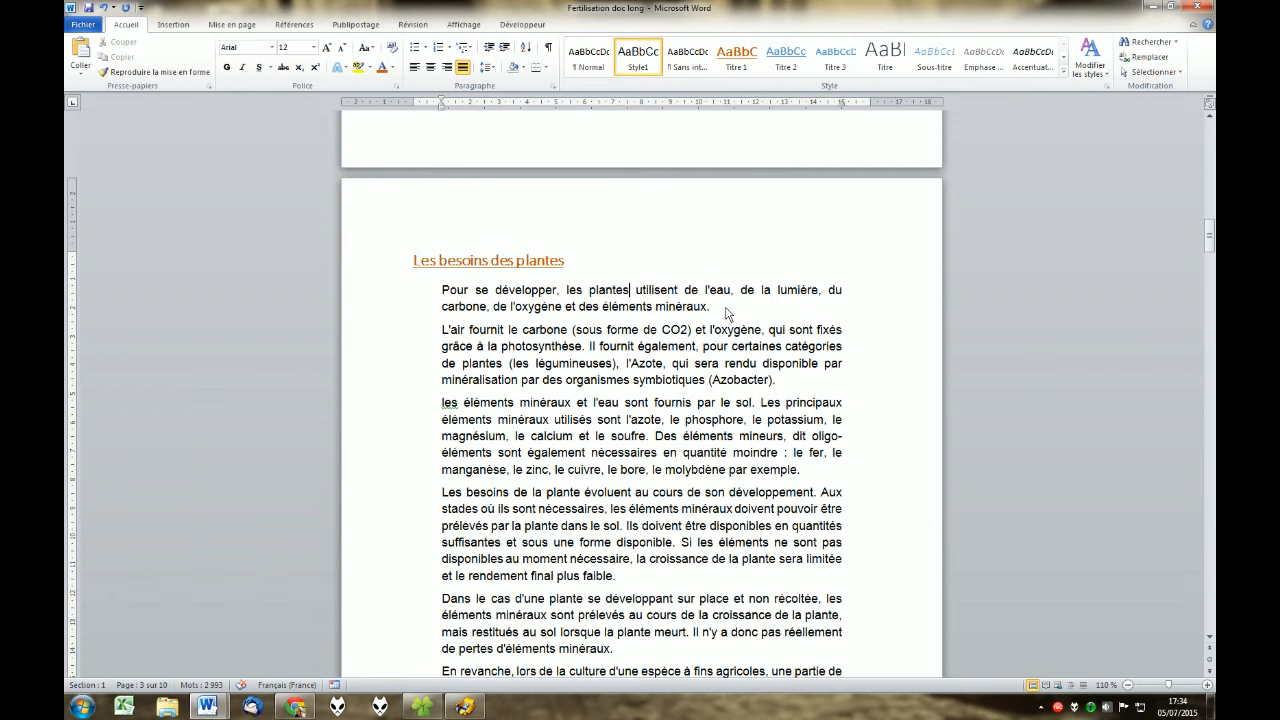 Fertilisation doc long - Microsoft Word
Fichier Accueil Insertion Mise en page Références Publipostage Révision Affichage Développeur
Coller
Couper
Copier
Reproduire la mise en forme
Presse-papiers
Arial 12
G I S abc x₂ x² A
Police
Paragraphe
AaBbCcDc AaBbCc AaBbCcDc AaBbC AaBbCc AaBbCcD AaBl AaBbCcL AaBbCcDc AaBbCcDc
¶ Normal Style1 ¶ Sans int... Titre 1 Titre 2 Titre 3 Titre Sous-titre Emphase ... Accentuat...
Style
Modifier les styles
Rechercher
Remplacer
Sélectionner
Modification
Les besoins des plantes
Pour se développer, les plantes utilisent de l'eau, de la lumière, du
carbone, de l'oxygène et des éléments minéraux.
L'air fournit le carbone (sous forme de CO2) et l'oxygène, qui sont fixés
grâce à la photosynthèse. Il fournit également, pour certaines catégories
de plantes (les légumineuses), l'Azote, qui sera rendu disponible par
minéralisation par des organismes symbiotiques (Azobacter).
les éléments minéraux et l'eau sont fournis par le sol. Les principaux
éléments minéraux utilisés sont l'azote, le phosphore, le potassium, le
magnésium, le calcium et le soufre. Des éléments mineurs, dit oligo-
éléments sont également nécessaires en quantité moindre : le fer, le
manganèse, le zinc, le cuivre, le bore, le molybdène par exemple.
Les besoins de la plante évoluent au cours de son développement. Aux
stades où ils sont nécessaires, les éléments minéraux doivent pouvoir être
prélevés par la plante dans le sol. Ils doivent être disponibles en quantités
suffisantes et sous une forme disponible. Si les éléments ne sont pas
disponibles au moment nécessaire, la croissance de la plante sera limitée
et le rendement final plus faible.
Dans le cas d'une plante se développant sur place et non récoltée, les
éléments minéraux sont prélevés au cours de la croissance de la plante,
mais restitués au sol lorsque la plante meurt. Il n'y a donc pas réellement
de pertes d'éléments minéraux.
En revanche, lors de la culture d'une espèce à fins agricoles, une partie de
Section : 1 Page : 3 sur 10 Mots : 2 993 Français (France) 110 %
17:34
05/07/2015